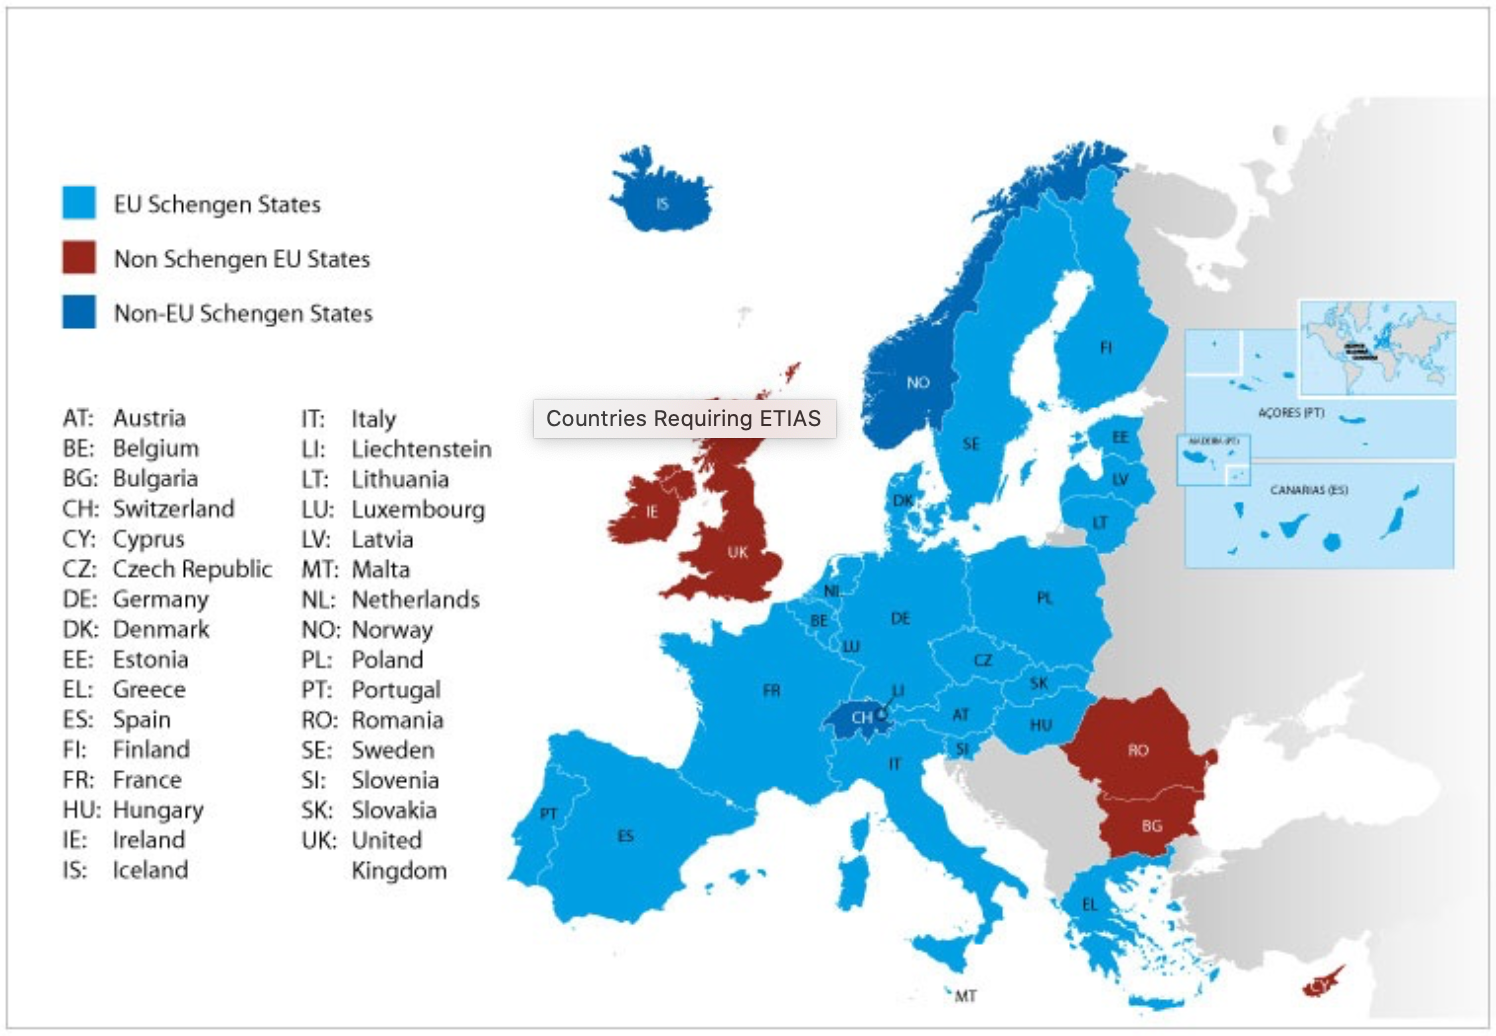 EU Schengen States
Non Schengen EU States
Non-EU Schengen States
AT: Austria
BE: Belgium
BG: Bulgaria
CH: Switzerland
CY: Cyprus
CZ: Czech Republic
DE: Germany
DK: Denmark
EE: Estonia
EL: Greece
ES: Spain
FI: Finland
FR: France
HU: Hungary
IE: Ireland
IS: Iceland
IT: Italy
LI: Liechtenstein
LT: Lithuania
LU: Luxembourg
LV: Latvia
MT: Malta
NL: Netherlands
NO: Norway
PL: Poland
PT: Portugal
RO: Romania
SE: Sweden
SI: Slovenia
SK: Slovakia
UK: United
Kingdom
Countries Requiring ETIAS
IS
NO
FI
SE
EE
LV
LT
DK
IE
UK
NL
BE
LU
DE
PL
CZ
SK
LI
CH
AT
HU
SI
FR
IT
RO
BG
PT
ES
EL
MT
CY
AÇORES (PT)
MADEIRA (PT)
CANARIAS (ES)